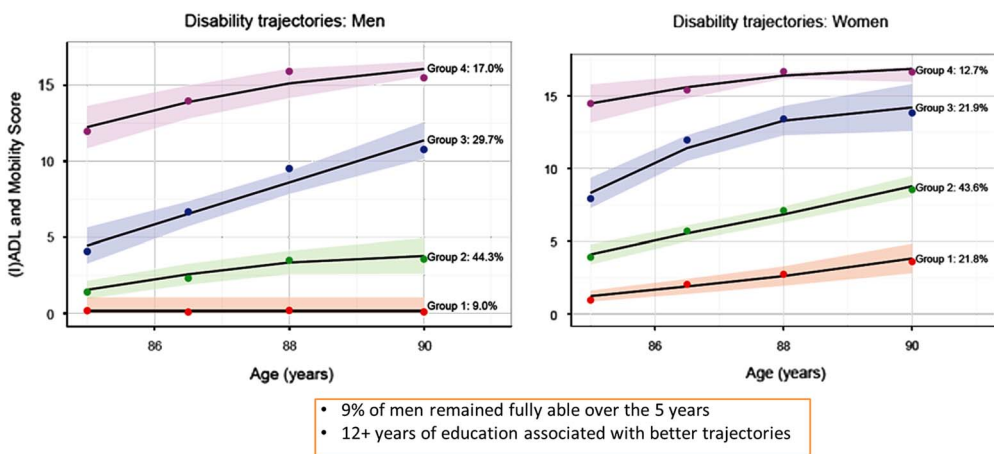 Disability trajectories: Men
(I)ADL and Mobility Score
15
10
5
0
Group 4: 17.0%
Group 3: 29.7%
Group 2: 44.3%
Group 1: 9.0%
86 88 90
Age (years)
Disability trajectories: Women
15
10
5
0
Group 4: 12.7%
Group 3: 21.9%
Group 2: 43.6%
Group 1: 21.8%
86 88 90
Age (years)
• 9% of men remained fully able over the 5 years
• 12+ years of education associated with better trajectories